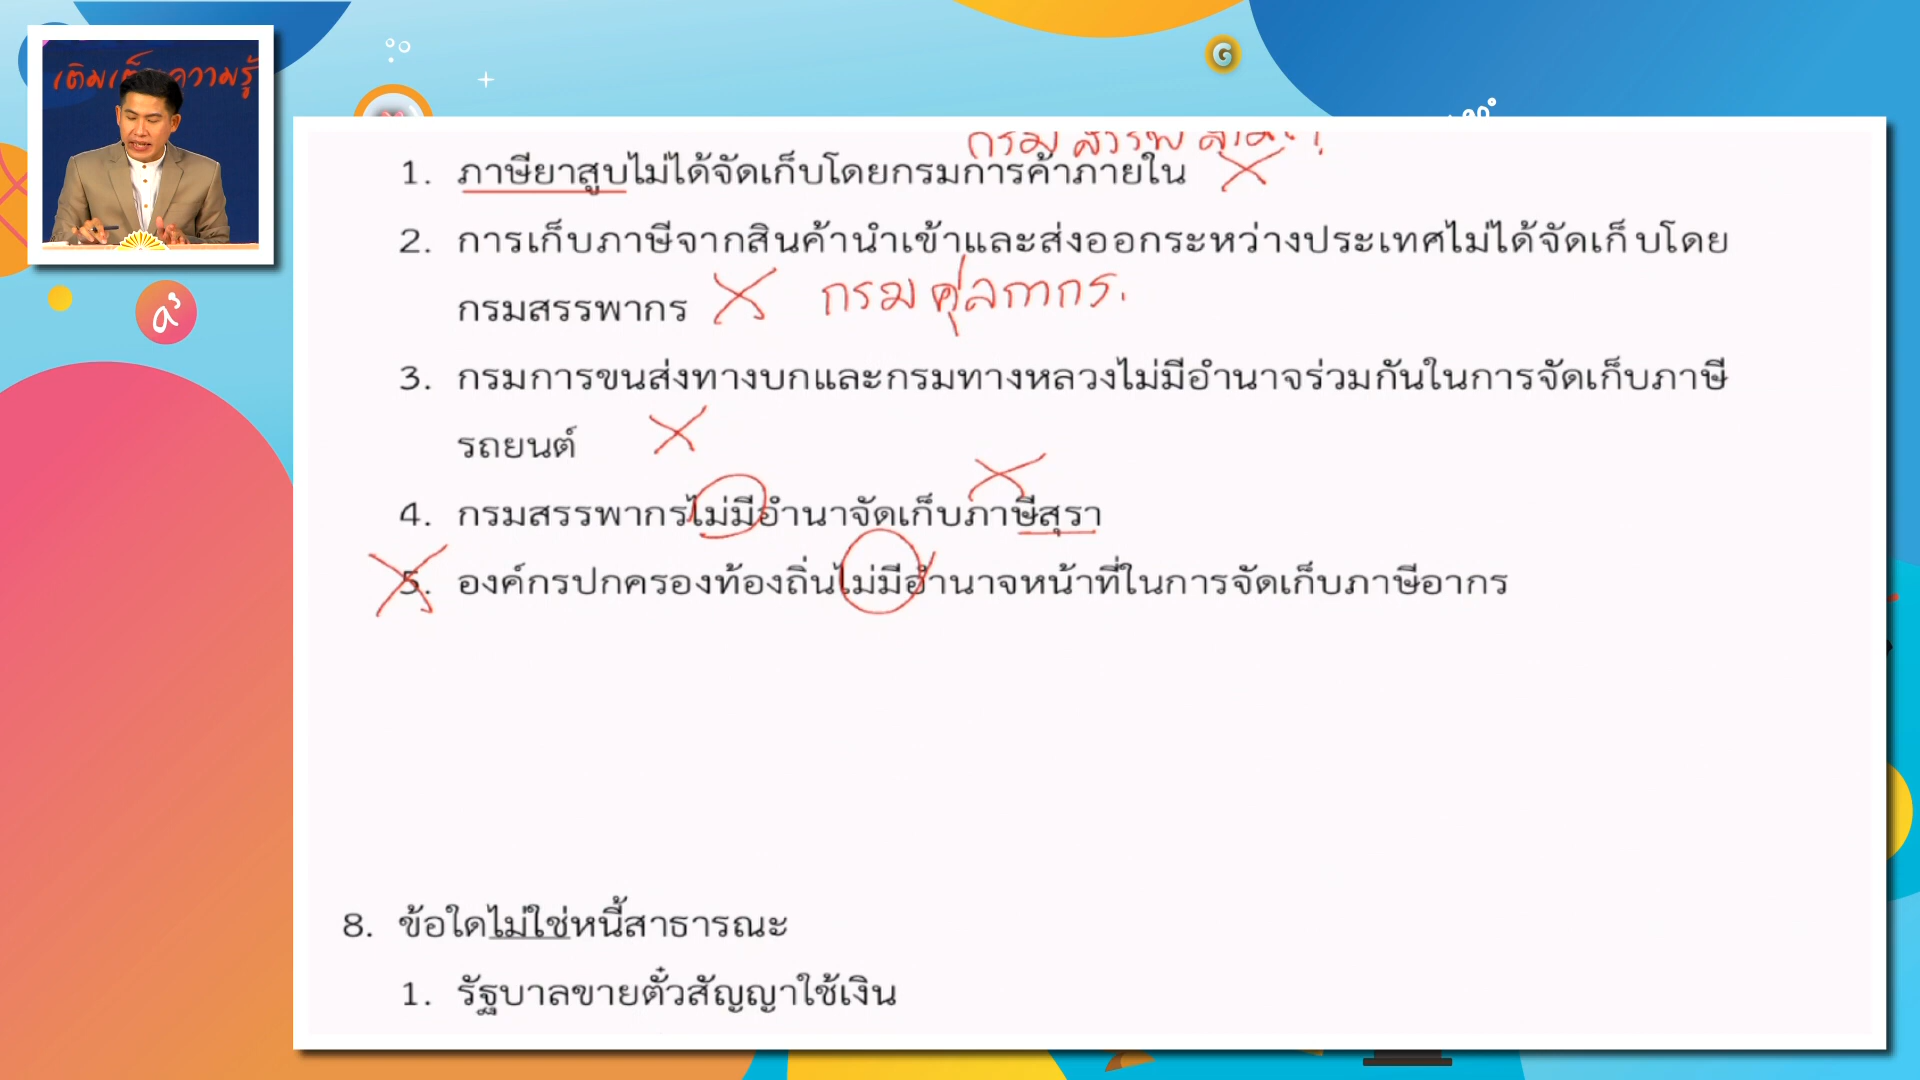 เติมเต็มความรู้
กรมสรรพสามิต
1. ภาษียาสูบไม่ได้จัดเก็บโดยกรมการค้าภายใน
2. การเก็บภาษีจากสินค้านำเข้าและส่งออกระหว่างประเทศไม่ได้จัดเก็บโดย
กรมสรรพากร กรมศุลกากร.
3. กรมการขนส่งทางบกและกรมทางหลวงไม่มีอำนาจร่วมกันในการจัดเก็บภาษี
รถยนต์
4. กรมสรรพากรไม่มีอำนาจัดเก็บภาษีสุรา
5. องค์กรปกครองท้องถิ่นไม่มีอำนาจหน้าที่ในการจัดเก็บภาษีอากร
8. ข้อใดไม่ใช่หนี้สาธารณะ
1. รัฐบาลขายตั๋วสัญญาใช้เงิน